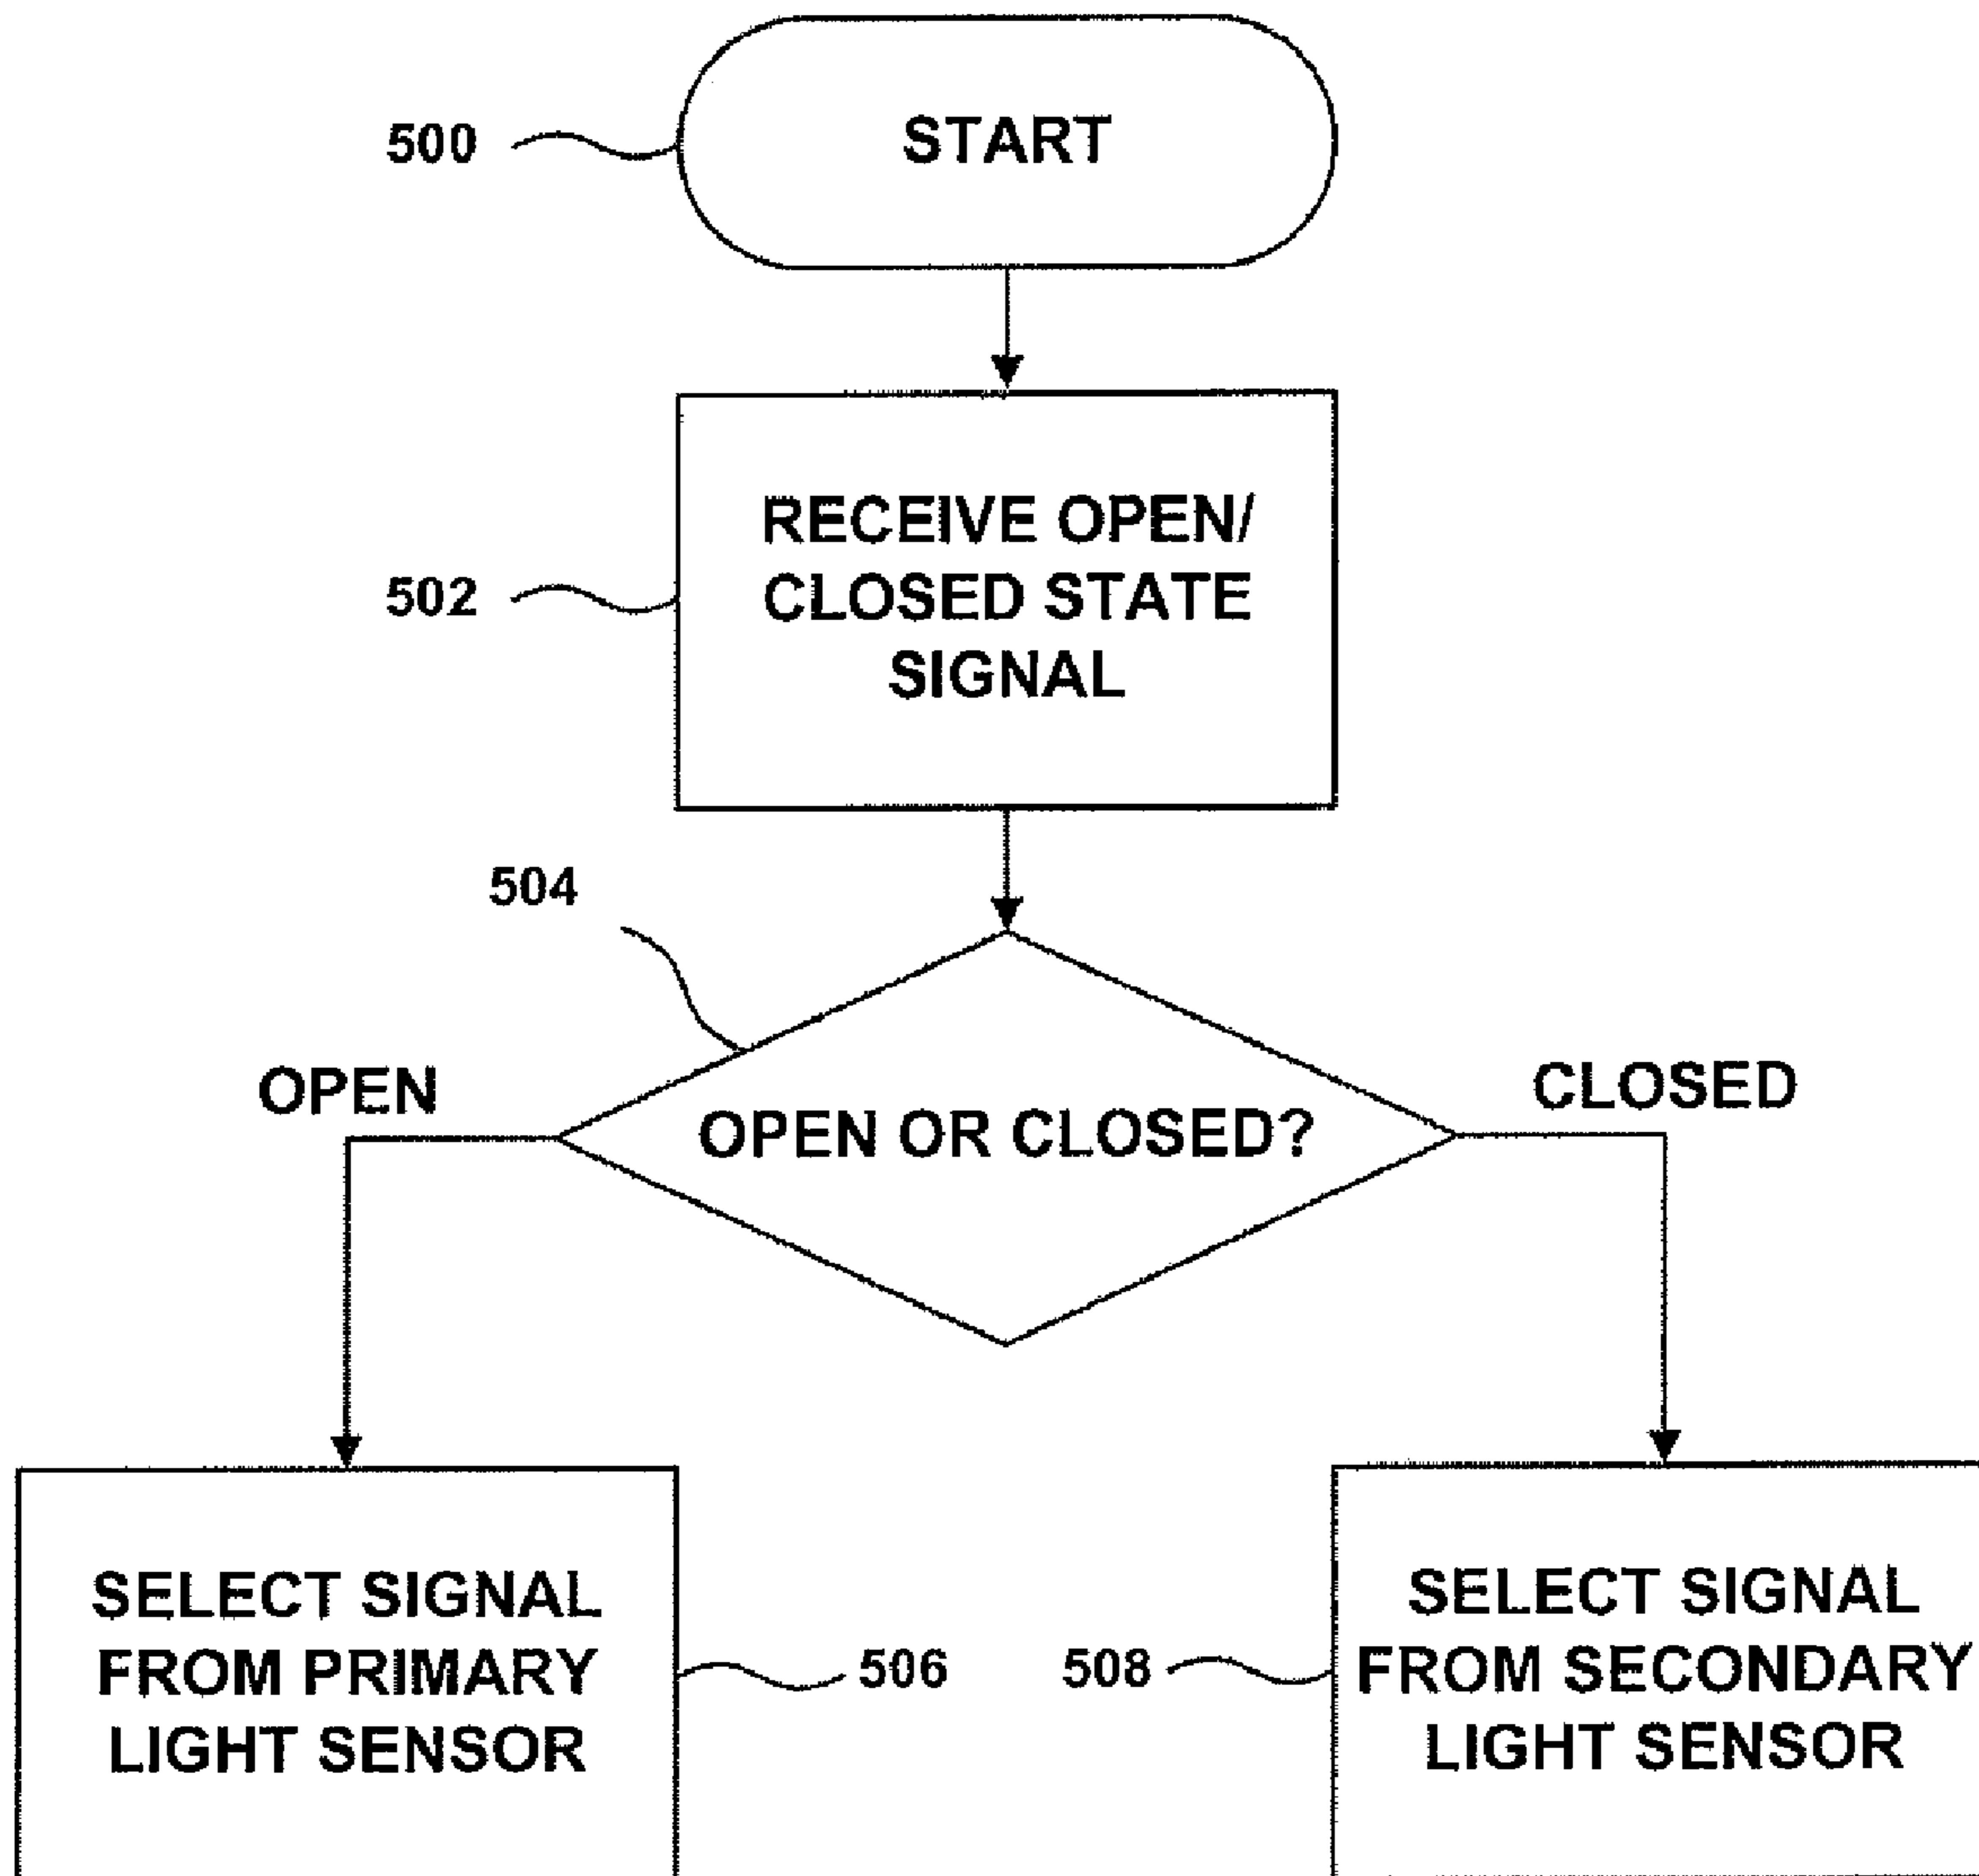 500
START
502
RECEIVE OPEN/
CLOSED STATE
SIGNAL
504
OPEN
OPEN OR CLOSED?
CLOSED
SELECT SIGNAL
FROM PRIMARY
LIGHT SENSOR
506
508
SELECT SIGNAL
FROM SECONDARY
LIGHT SENSOR